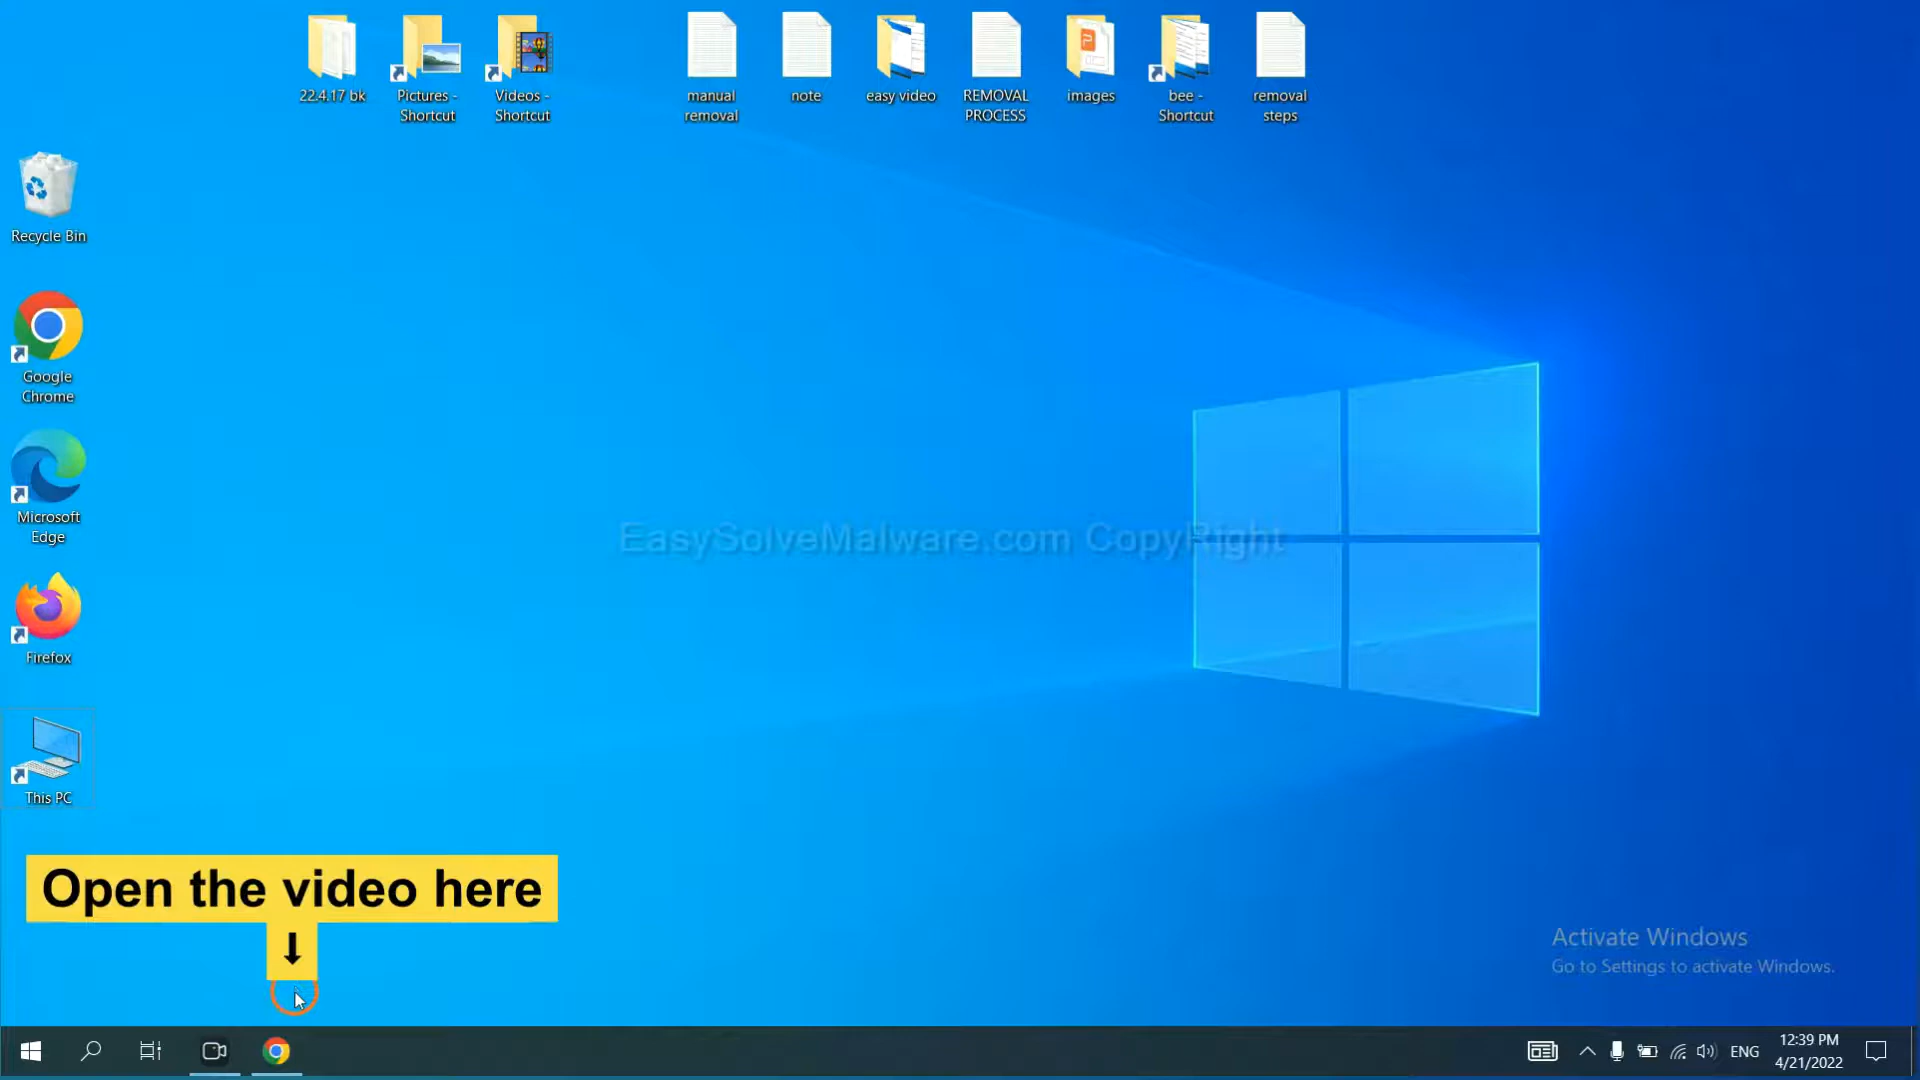 22.4.17 bk
Pictures -
Shortcut
Videos -
Shortcut
manual
removal
note
easy video
REMOVAL
PROCESS
images
bee -
Shortcut
removal
steps
Recycle Bin
Google
Chrome
Microsoft
Edge
Firefox
This PC
EasySolveMalware.com CopyRight
Open the video here
Activate Windows
Go to Settings to activate Windows.
ENG
12:39 PM
4/21/2022